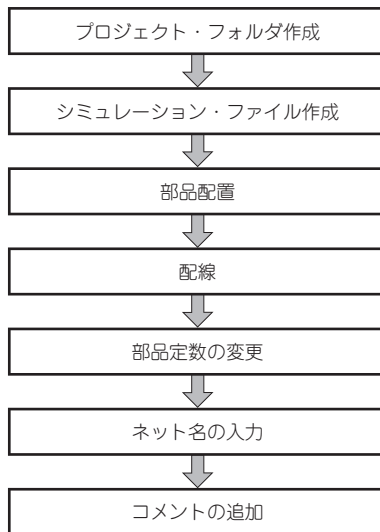 プロジェクト・フォルダ作成
シミュレーション・ファイル作成
部品配置
配線
部品定数の変更
ネット名の入力
コメントの追加